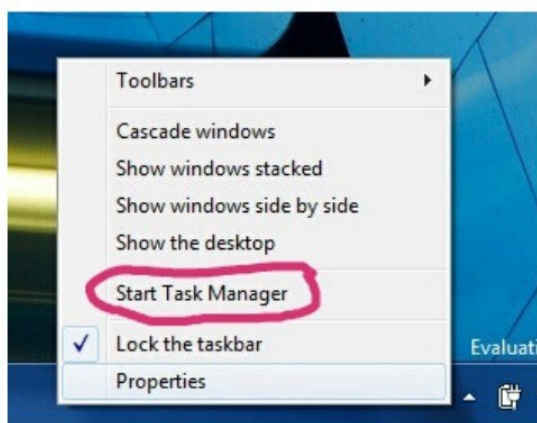 Toolbars
Cascade windows
Show windows stacked
Show windows side by side
Show the desktop
Start Task Manager
Lock the taskbar
Evaluati
Properties